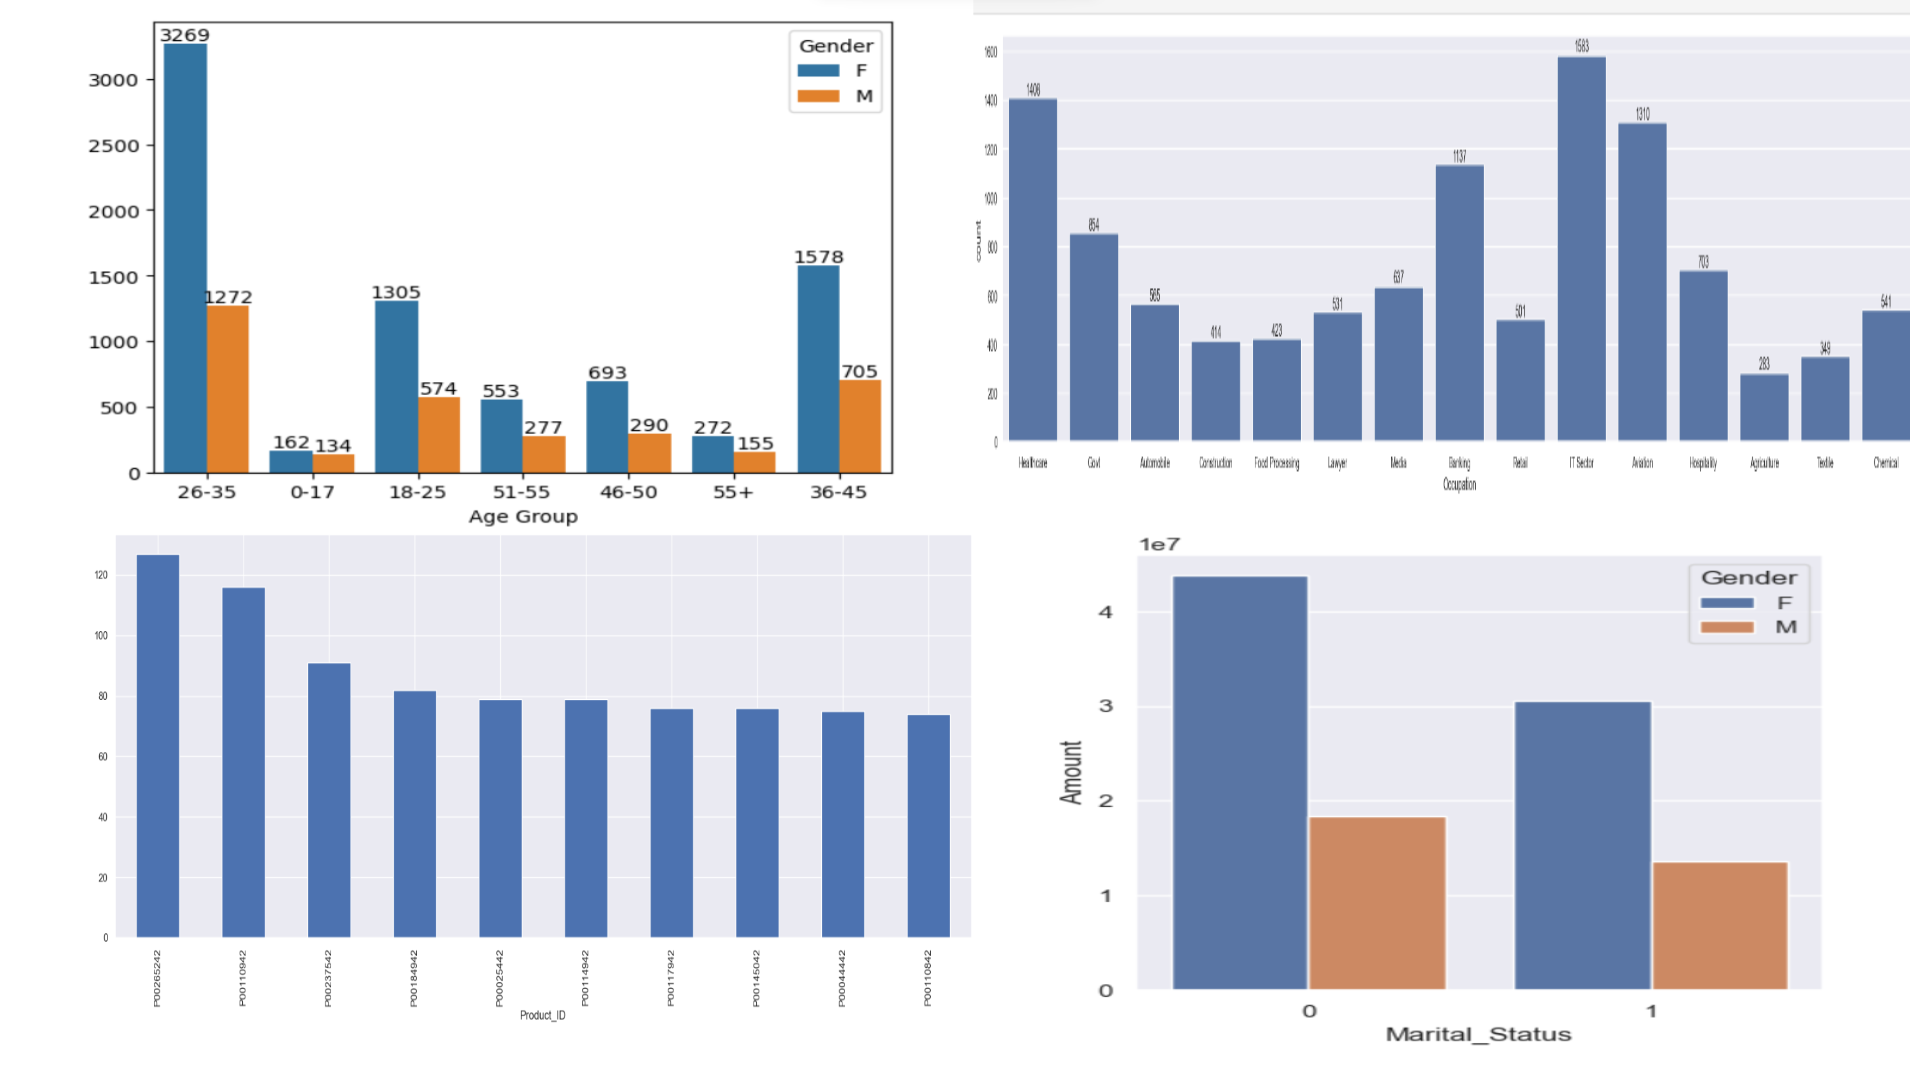 3269
Gender
F
M
3000
2500
2000
1500
1000
500
0
1272
162
134
1305
574
553
277
693
290
272
155
1578
705
26-35 0-17 18-25 51-55 46-50 55+ 36-45
Age Group
1600
1400
1200
1000
800
600
400
200
0
count
1408
854
565
414
423
531
637
1137
501
1583
1310
703
283
349
541
Healthcare Govt Automobile Construction Food Processing Lawyer Media Banking Retail IT Sector Aviation Hospitality Agriculture Textile Chemical
Occupation
120
100
80
60
40
20
0
P00265242
P00110942
P00237542
P00184942
P00025442
P00114942
P00117942
P00145042
P00044442
P00110842
Product_ID
1e7
Gender
F
M
4
3
2
1
0
Amount
0 1
Marital_Status